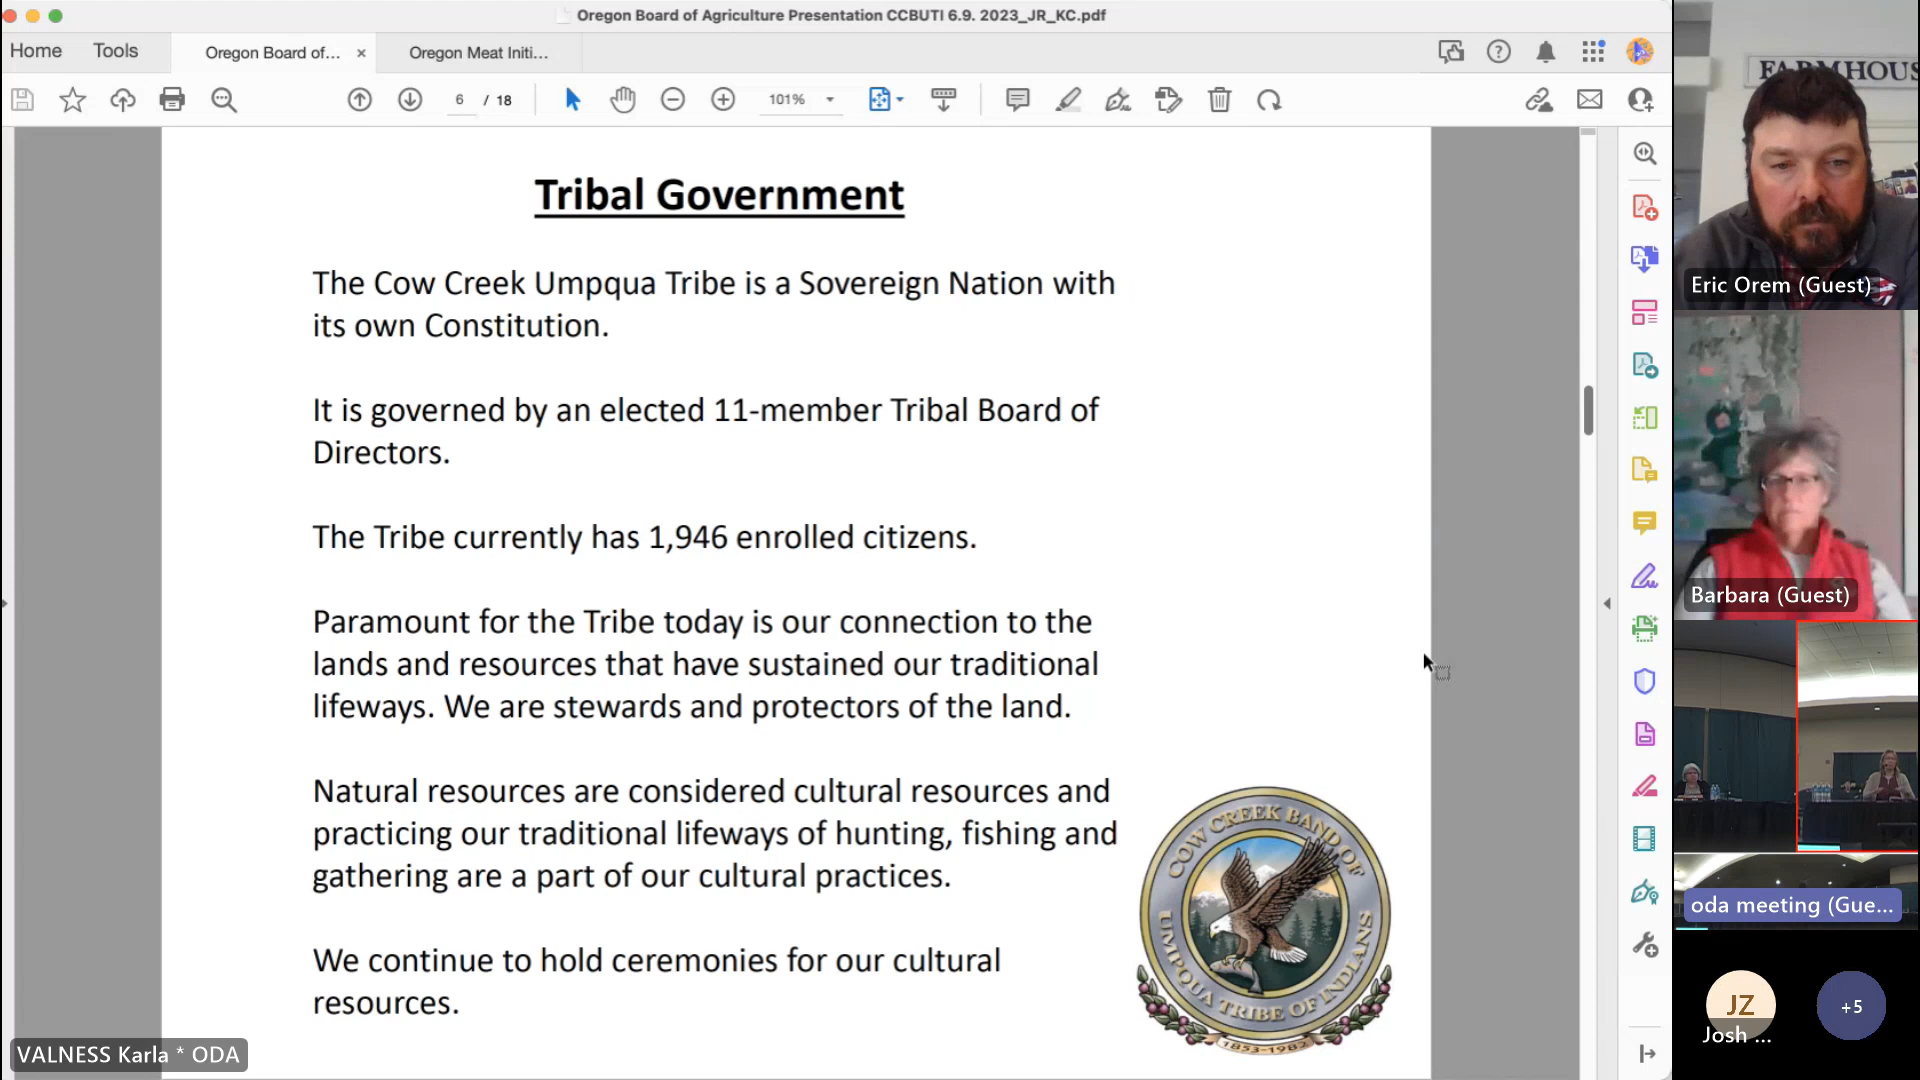 Oregon Board of Agriculture Presentation CCBUTI 6.9. 2023_JR_KC.pdf
Home
Tools
Oregon Board of...
Oregon Meat Initi...
6 / 18
101%
Tribal Government
The Cow Creek Umpqua Tribe is a Sovereign Nation with
its own Constitution.
It is governed by an elected 11-member Tribal Board of
Directors.
The Tribe currently has 1,946 enrolled citizens.
Paramount for the Tribe today is our connection to the
lands and resources that have sustained our traditional
lifeways. We are stewards and protectors of the land.
Natural resources are considered cultural resources and
practicing our traditional lifeways of hunting, fishing and
gathering are a part of our cultural practices.
We continue to hold ceremonies for our cultural
resources.
COW CREEK BAND OF
UMPQUA TRIBE OF INDIANS
1853-1982
VALNESS Karla * ODA
FARMHOUS
Eric Orem (Guest)
Barbara (Guest)
oda meeting (Gue...
JZ
Josh ...
+5